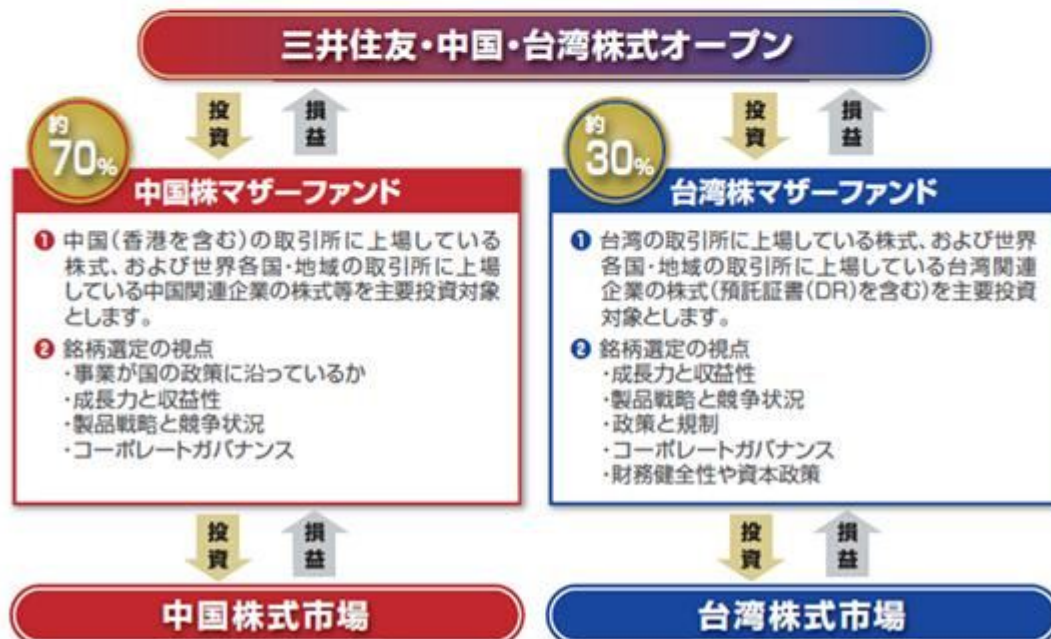 三井住友・中国・台湾株式オープン
投資
損益
約70%
中国株マザーファンド
❶ 中国(香港を含む)の取引所に上場している
株式、および世界各国・地域の取引所に上場
している中国関連企業の株式等を主要投資対象
とします。
❷ 銘柄選定の視点
・事業が国の政策に沿っているか
・成長力と収益性
・製品戦略と競争状況
・コーポレートガバナンス
投資
損益
中国株式市場
投資
損益
約30%
台湾株マザーファンド
❶ 台湾の取引所に上場している株式、および世界
各国・地域の取引所に上場している台湾関連
企業の株式(預託証書(DR)を含む)を主要投資
対象とします。
❷ 銘柄選定の視点
・成長力と収益性
・製品戦略と競争状況
・政策と規制
・コーポレートガバナンス
・財務健全性や資本政策
投資
損益
台湾株式市場